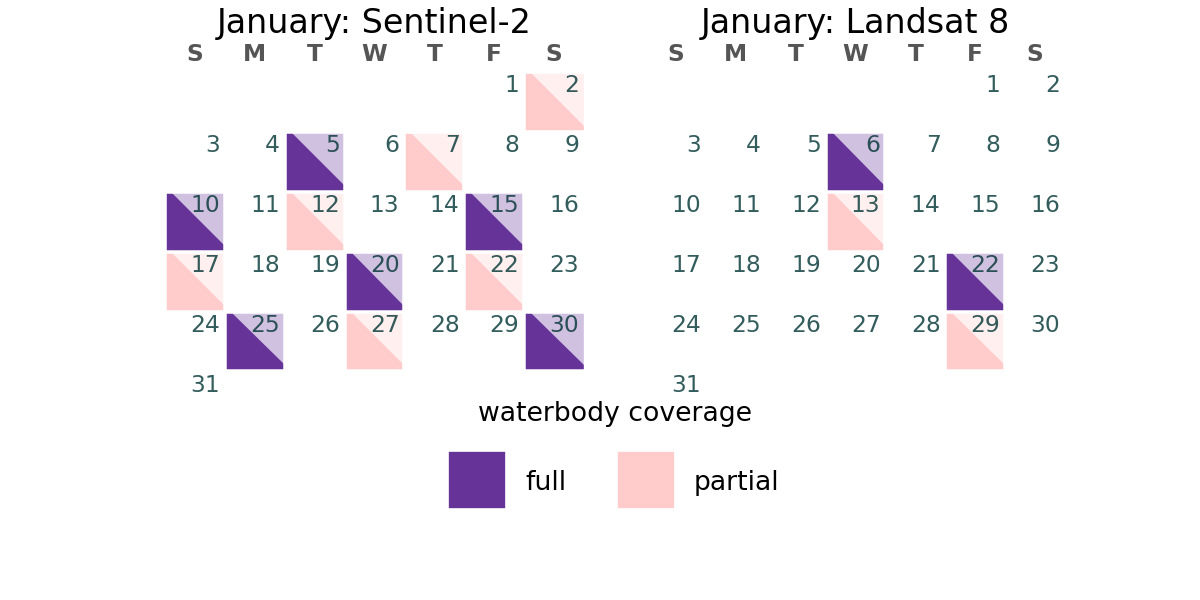 January: Sentinel-2
S M T W T F S
1 2
3 4 5 6 7 8 9
10 11 12 13 14 15 16
17 18 19 20 21 22 23
24 25 26 27 28 29 30
31
January: Landsat 8
S M T W T F S
1 2
3 4 5 6 7 8 9
10 11 12 13 14 15 16
17 18 19 20 21 22 23
24 25 26 27 28 29 30
31
waterbody coverage
full
partial